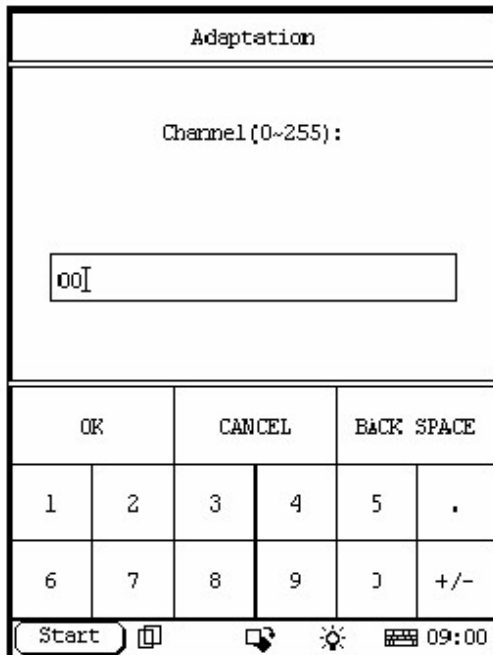 Adaptation
Channel(0~255):
00
OK CANCEL BACK SPACE
1 2 3 4 5 .
6 7 8 9 0 +/-
Start 09:00